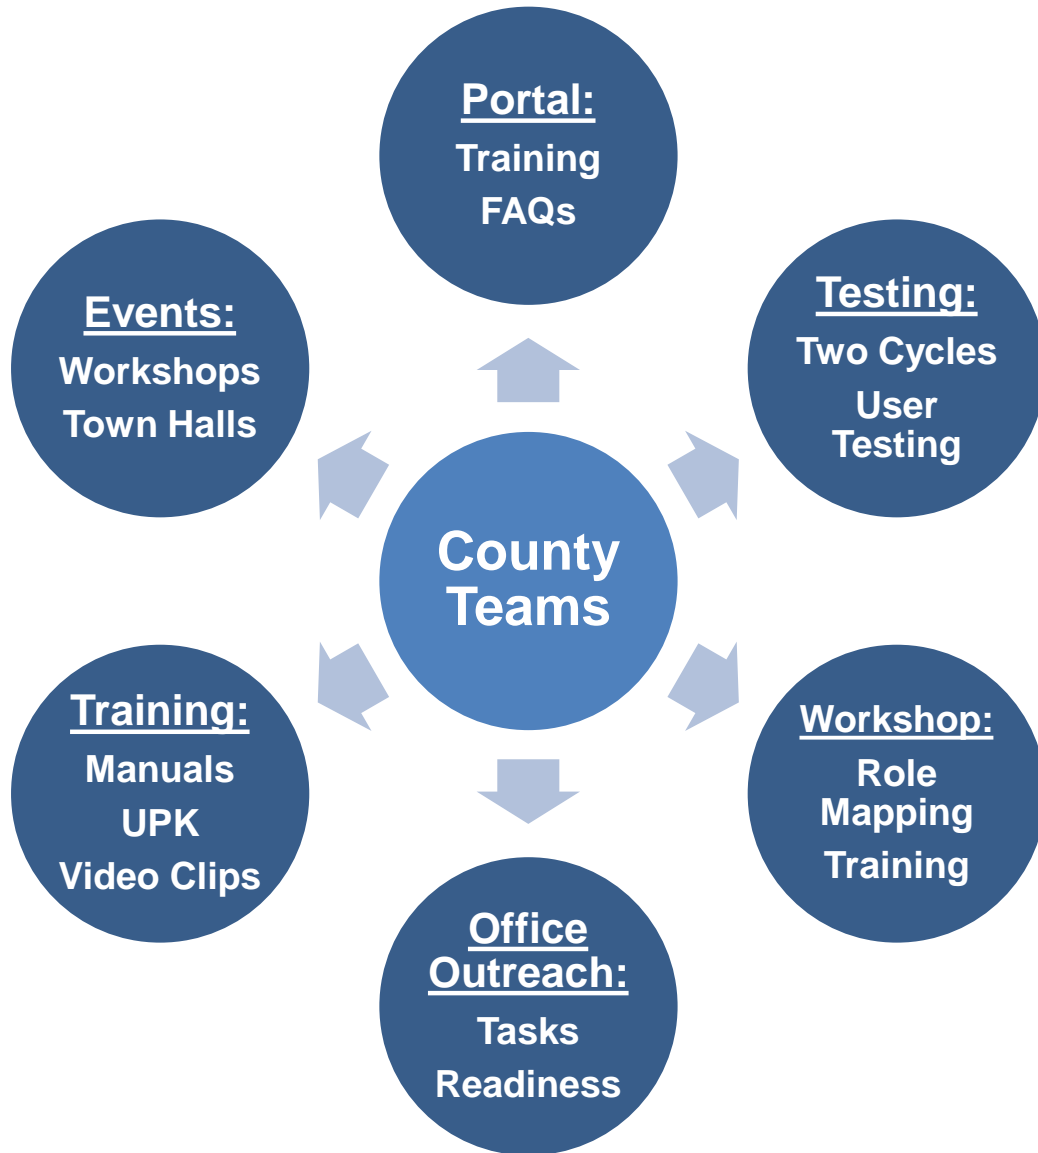 Portal:
Training
FAQs
Testing:
Two Cycles
User
Testing
Workshop:
Role
Mapping
Training
Office
Outreach:
Tasks
Readiness
Training:
Manuals
UPK
Video Clips
Events:
Workshops
Town Halls
County
Teams